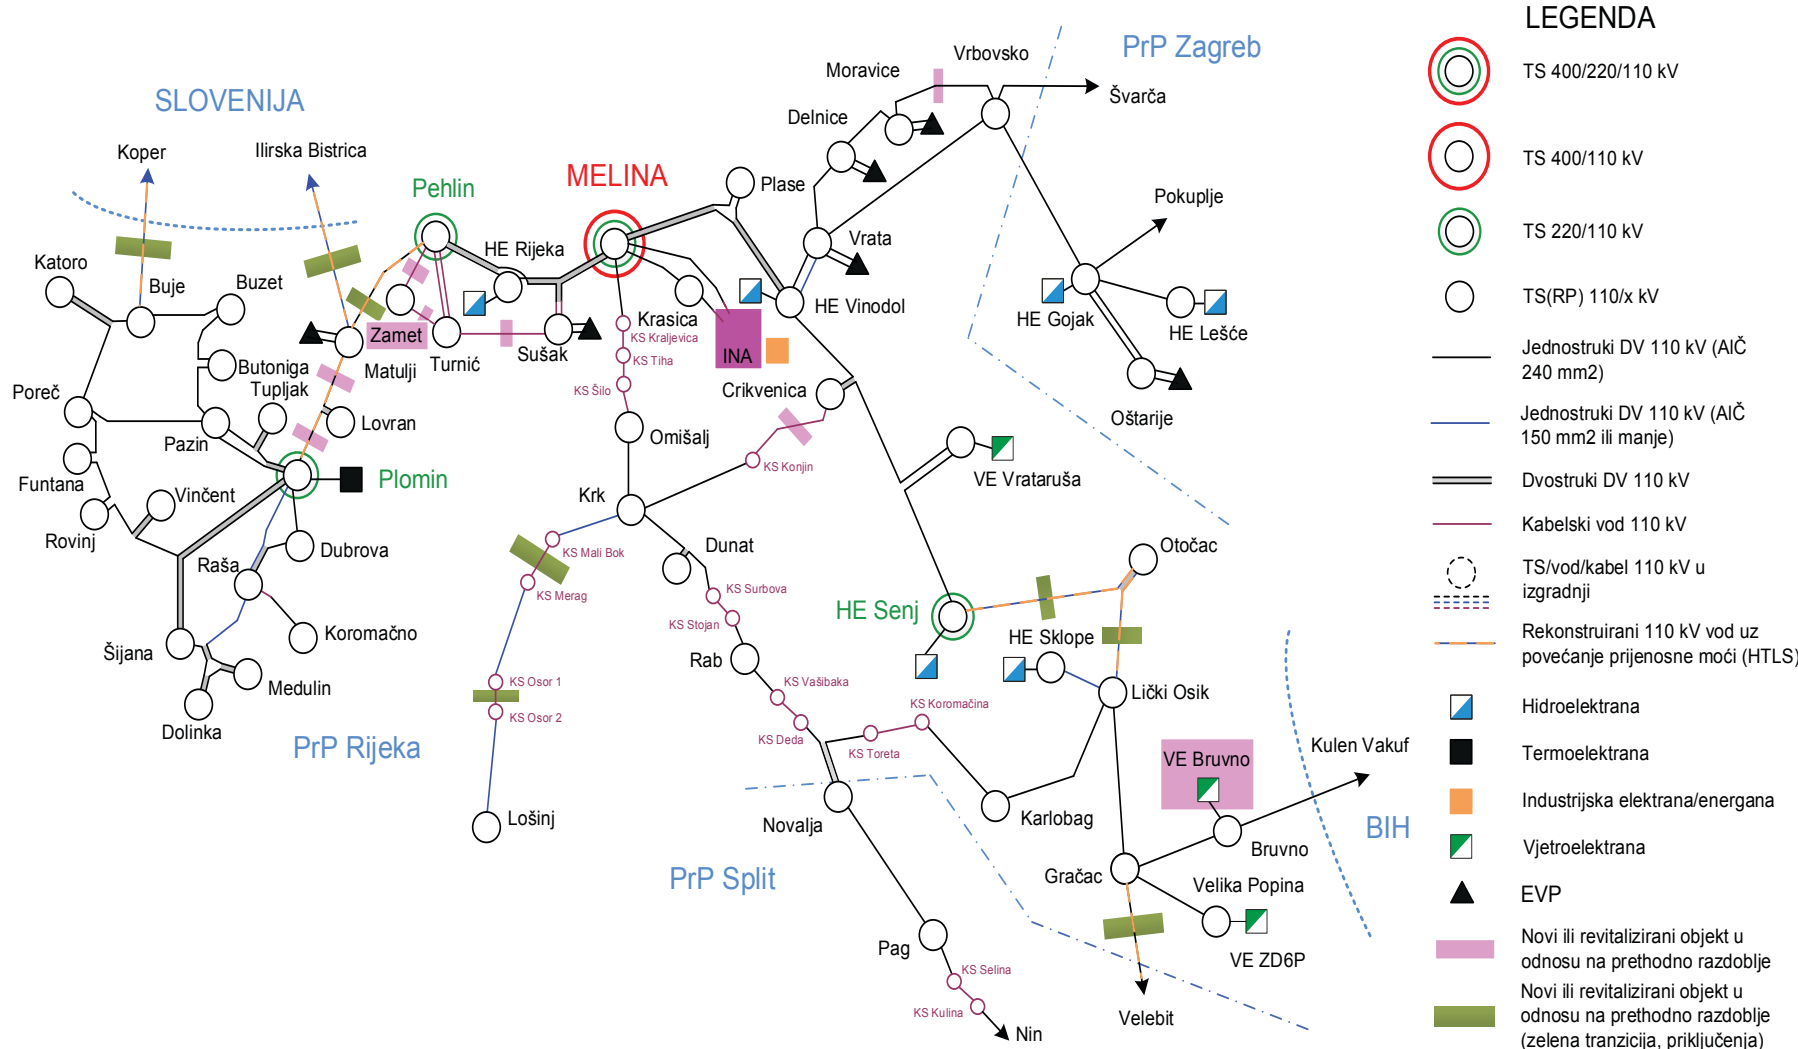 LEGENDA
PrP Zagreb
Vrbovsko
Moravice
TS 400/220/110 kV
SLOVENIJA
Švarča
Delnice
Koper
Ilirska Bistrica
TS 400/110 kV
MELINA
Pehlin
Plase
Pokuplje
Vrata
TS 220/110 kV
HE Rijeka
Katoro
Buje
Buzet
TS(RP) 110/x kV
HE Vinodol
HE Gojak
HE Lešće
Krasica
Zamet
KS Kraljevica
INA
Turnić
Sušak
KS Tiha
Jednostruki DV 110 kV (AlČ
240 mm2)
Butoniga
Tupljak
Matulji
KS Šilo
Crikvenica
Poreč
Oštarije
Jednostruki DV 110 kV (AlČ
150 mm2 ili manje)
Lovran
Pazin
Omišalj
KS Konjin
VE Vrataruša
Plomin
Funtana
Vinčent
Dvostruki DV 110 kV
Krk
Rovinj
Kabelski vod 110 kV
Dubrova
KS Mali Bok
Dunat
Otočac
Raša
TS/vod/kabel 110 kV u
izgradnji
KS Merag
KS Surbova
HE Senj
KS Stojan
Koromačno
HE Sklope
Rekonstruirani 110 kV vod uz
povećanje prijenosne moći (HTLS)
Šijana
Rab
Medulin
KS Osor 1
KS Vašibaka
Lički Osik
KS Koromačina
Hidroelektrana
KS Osor 2
Dolinka
KS Deda
KS Toreta
PrP Rijeka
Kulen Vakuf
Termoelektrana
VE Bruvno
Industrijska elektrana/energana
Lošinj
Novalja
Karlobag
BIH
Bruvno
Vjetroelektrana
PrP Split
Gračac
Velika Popina
EVP
Pag
VE ZD6P
Novi ili revitalizirani objekt u
odnosu na prethodno razdoblje
KS Selina
Novi ili revitalizirani objekt u
odnosu na prethodno razdoblje
(zelena tranzicija, priključenja)
KS Kulina
Nin
Velebit